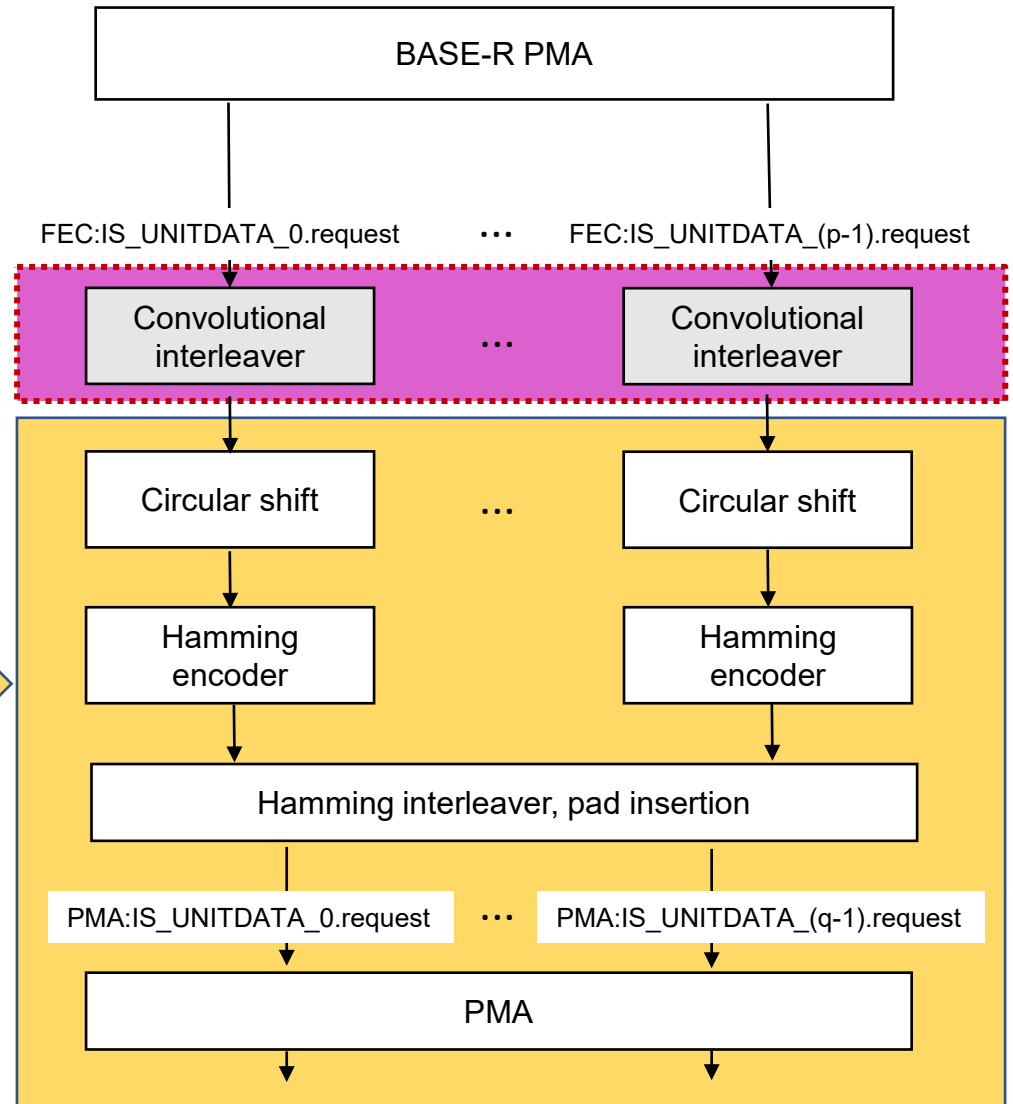 BASE-R PMA
FEC:IS_UNITDATA_0.request ... FEC:IS_UNITDATA_(p-1).request
Convolutional interleaver ... Convolutional interleaver
Circular shift ... Circular shift
Hamming encoder Hamming encoder
Hamming interleaver, pad insertion
PMA:IS_UNITDATA_0.request ... PMA:IS_UNITDATA_(q-1).request
PMA